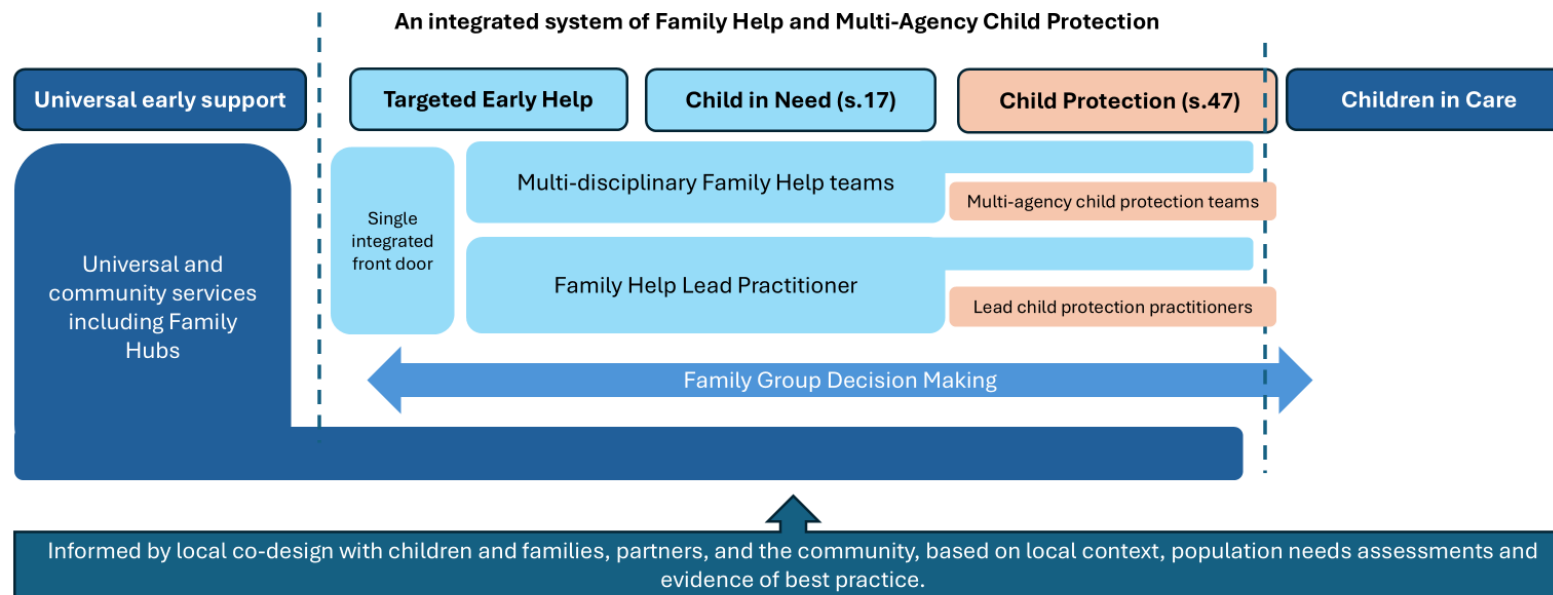 An integrated system of Family Help and Multi-Agency Child Protection
Universal early support
Targeted Early Help
Child in Need (s.17)
Child Protection (s.47)
Children in Care
Universal and
community services
including Family
Hubs
Single
integrated
front door
Multi-disciplinary Family Help teams
Multi-agency child protection teams
Family Help Lead Practitioner
Lead child protection practitioners
Family Group Decision Making
Informed by local co-design with children and families, partners, and the community, based on local context, population needs assessments and
evidence of best practice.